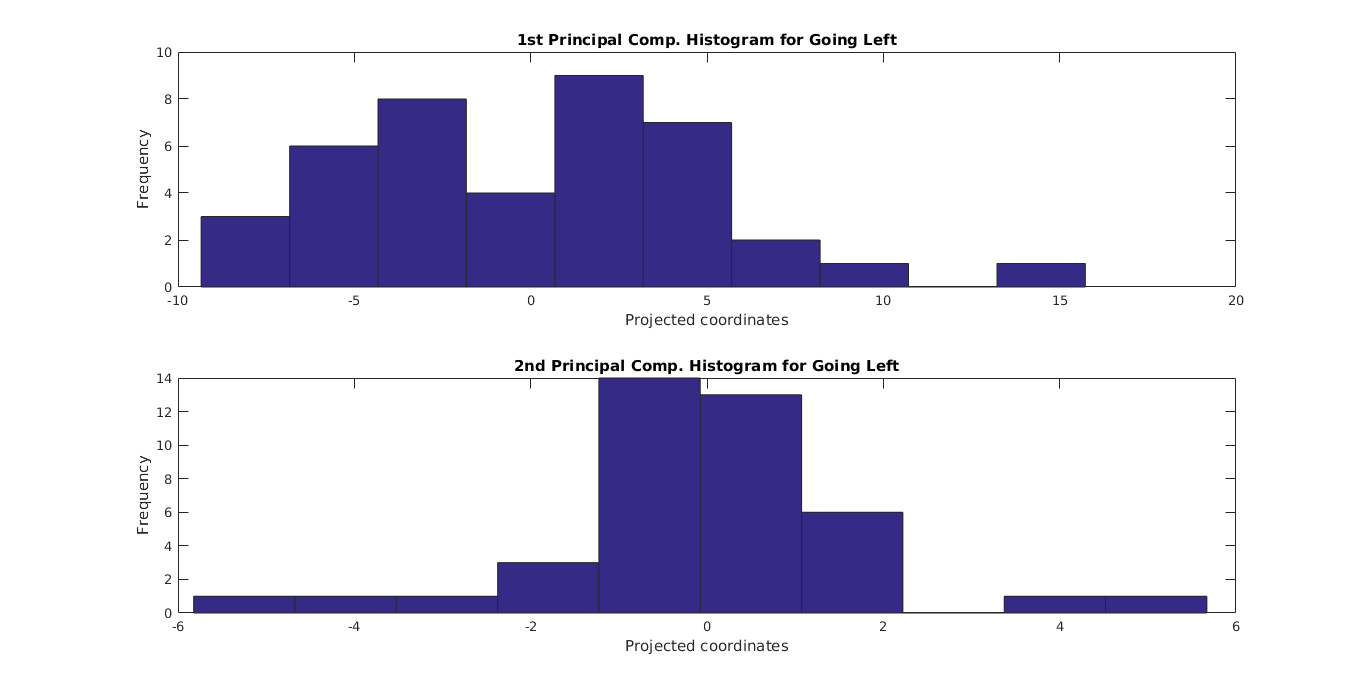 1st Principal Comp. Histogram for Going Left
10
8
6
4
2
0
Frequency
-10 -5 0 5 10 15 20
Projected coordinates
2nd Principal Comp. Histogram for Going Left
14
12
10
8
6
4
2
0
Frequency
-6 -4 -2 0 2 4 6
Projected coordinates